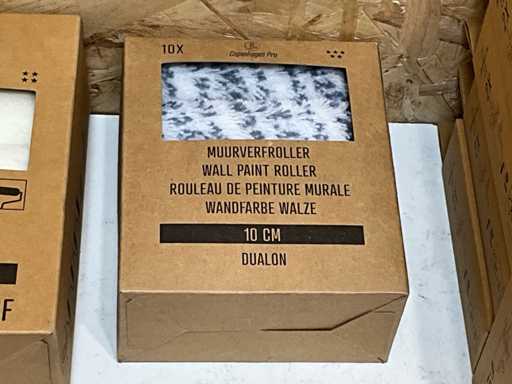 10X
Copenhagen Pro
MUURVERFROLLER
WALL PAINT ROLLER
ROULEAU DE PEINTURE MURALE
WANDFARBE WALZE
10 CM
DUALON
F